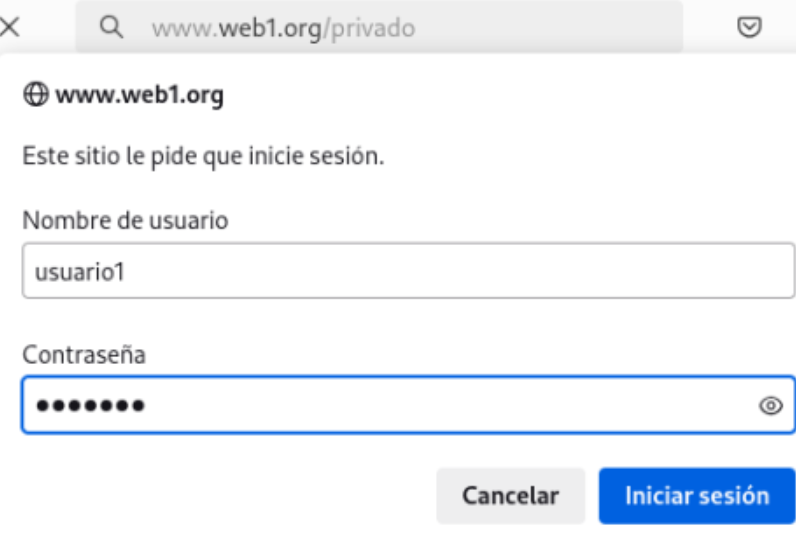 www.web1.org/privado
www.web1.org
Este sitio le pide que inicie sesión.
Nombre de usuario
usuario1
Contraseña
•••••••
Cancelar Iniciar sesión